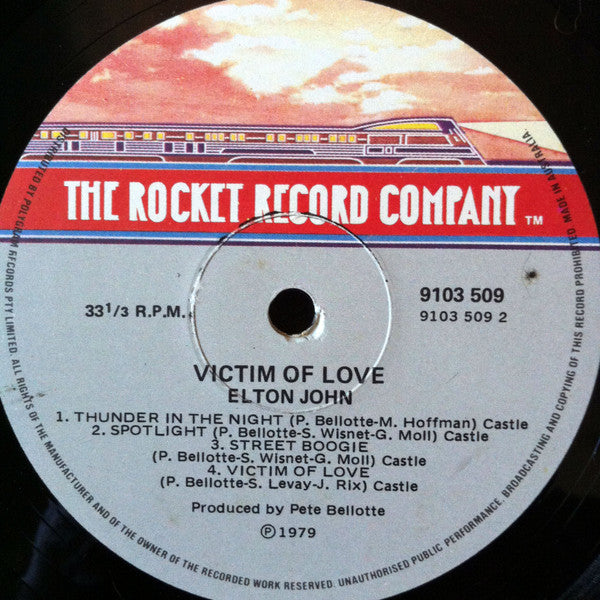 THE ROCKET RECORD COMPANY TM
33 1/3 R.P.M.
9103 509
9103 509 2
VICTIM OF LOVE
ELTON JOHN
1. THUNDER IN THE NIGHT (P. Bellotte-M. Hoffman) Castle
2. SPOTLIGHT (P. Bellotte-S. Wisnet-G. Moll) Castle
3. STREET BOOGIE
(P. Bellotte-S. Wisnet-G. Moll) Castle
4. VICTIM OF LOVE
(P. Bellotte-S. Levay-J. Rix) Castle
Produced by Pete Bellotte
Ⓟ 1979
DISTRIBUTED BY POLYGRAM RECORDS PTY LIMITED. ALL RIGHTS OF THE MANUFACTURER AND OF THE OWNER OF THE RECORDED WORK RESERVED. UNAUTHORISED PUBLIC PERFORMANCE, BROADCASTING AND COPYING OF THIS RECORD PROHIBITED MADE IN AUSTRALIA.